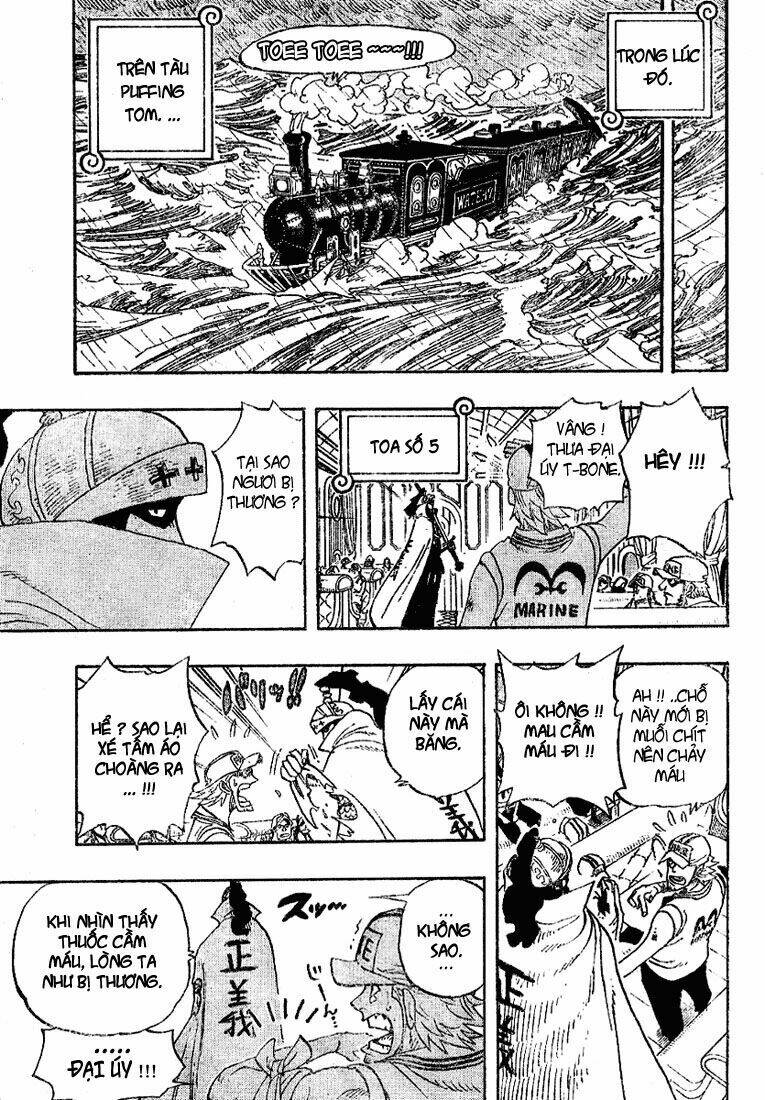 TRONG LÚC
ĐÓ.
TOEE TOEE ~~~!!!
TRÊN TÀU
PUFFING
TOM. ...
HÊY !!!
VÂNG !
THƯA ĐẠI
ÚY T-BONE.
TOA SỐ 5
MARINE
TẠI SAO
NGƯƠI BỊ
THƯƠNG ?
AH !! ..CHỖ
NÀY MỚI BỊ
MUỖI CHÍT
NÊN CHẢY
MÁU
ÔI KHÔNG !!
MAU CẦM
MÁU ĐI !!
LẤY CÁI
NÀY MÀ
BĂNG.
HỂ ? SAO LẠI
XÉ TẤM ÁO
CHOÀNG RA
... !!!
...
KHÔNG
SAO. ...
正義
KHI NHÌN THẤY
THUỐC CẦM
MÁU, LÒNG TA
NHƯ BỊ THƯƠNG.
.....
ĐẠI ÚY !!!